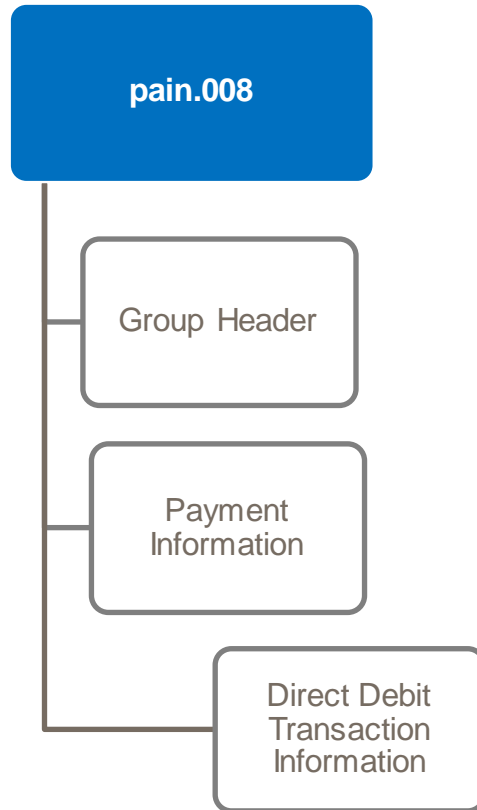 pain.008
Group Header
Payment
Information
Direct Debit
Transaction
Information